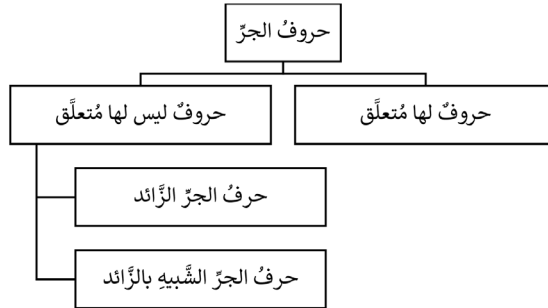 حروفُ الجرِّ
حروفٌ لها مُتعلَّق
حروفٌ ليس لها مُتعلَّق
حرفُ الجرِّ الزَّائد
حرفُ الجرِّ الشَّبيهِ بالزَّائد